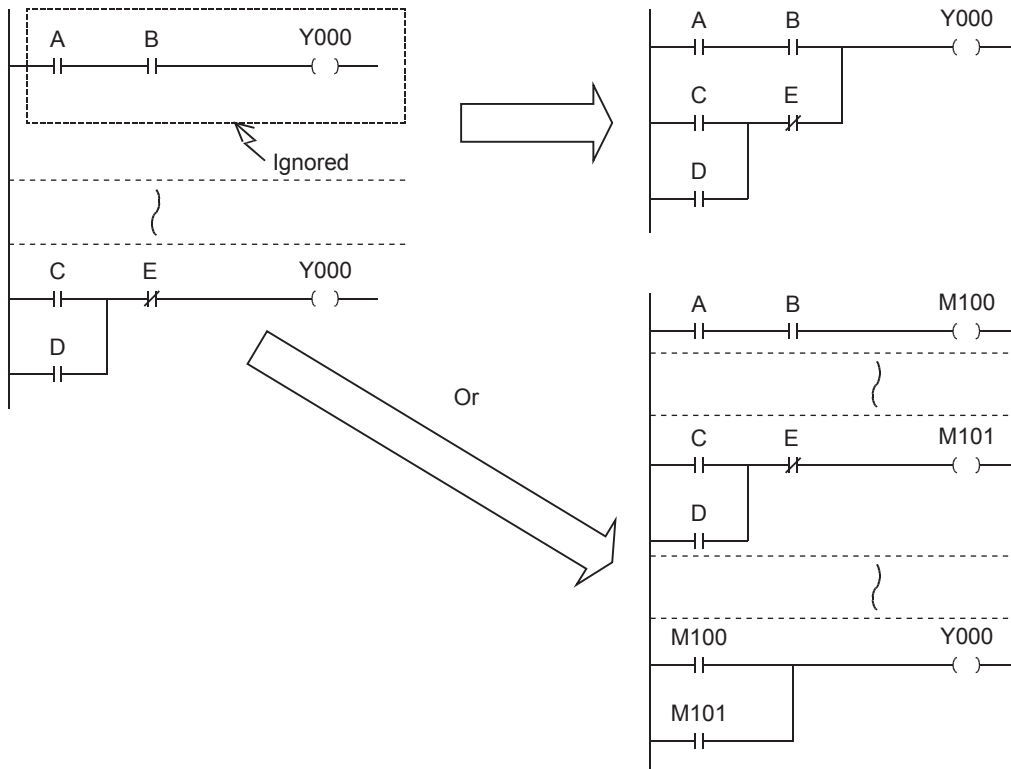 A B Y000
Ignored
C E Y000
D
Or
A B Y000
C E
D
A B M100
C E M101
D
M100 Y000
M101